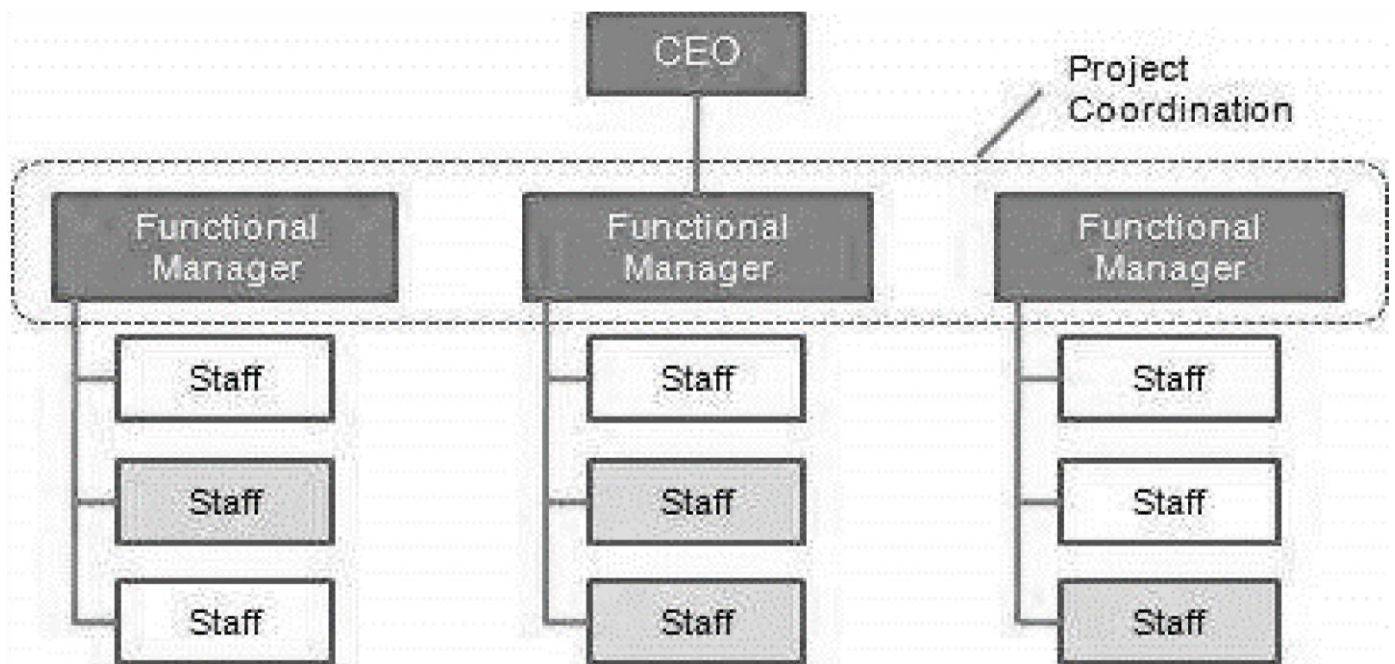 CEO
Project
Coordination
Functional
Manager
Functional
Manager
Functional
Manager
Staff
Staff
Staff
Staff
Staff
Staff
Staff
Staff
Staff